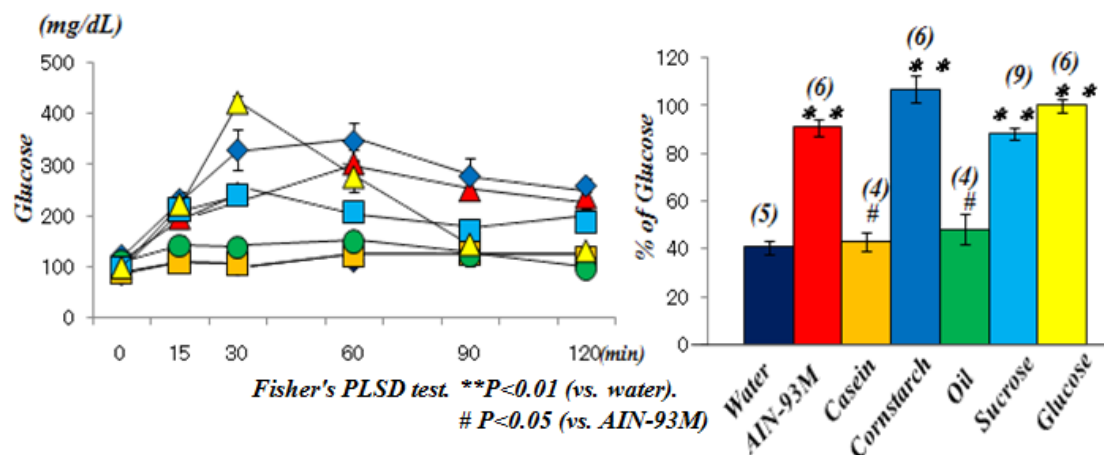 (mg/dL)
Glucose
500
400
300
200
100
0
0 15 30 60 90 120 (min)
% of Glucose
120
100
80
60
40
20
0
(5)
(6)
**
(4)
#
(6)
**
(4)
#
(9)
**
(6)
**
Water
AIN-93M
Casein
Cornstarch
Oil
Sucrose
Glucose
Fisher's PLSD test. **P<0.01 (vs. water).
# P<0.05 (vs. AIN-93M)